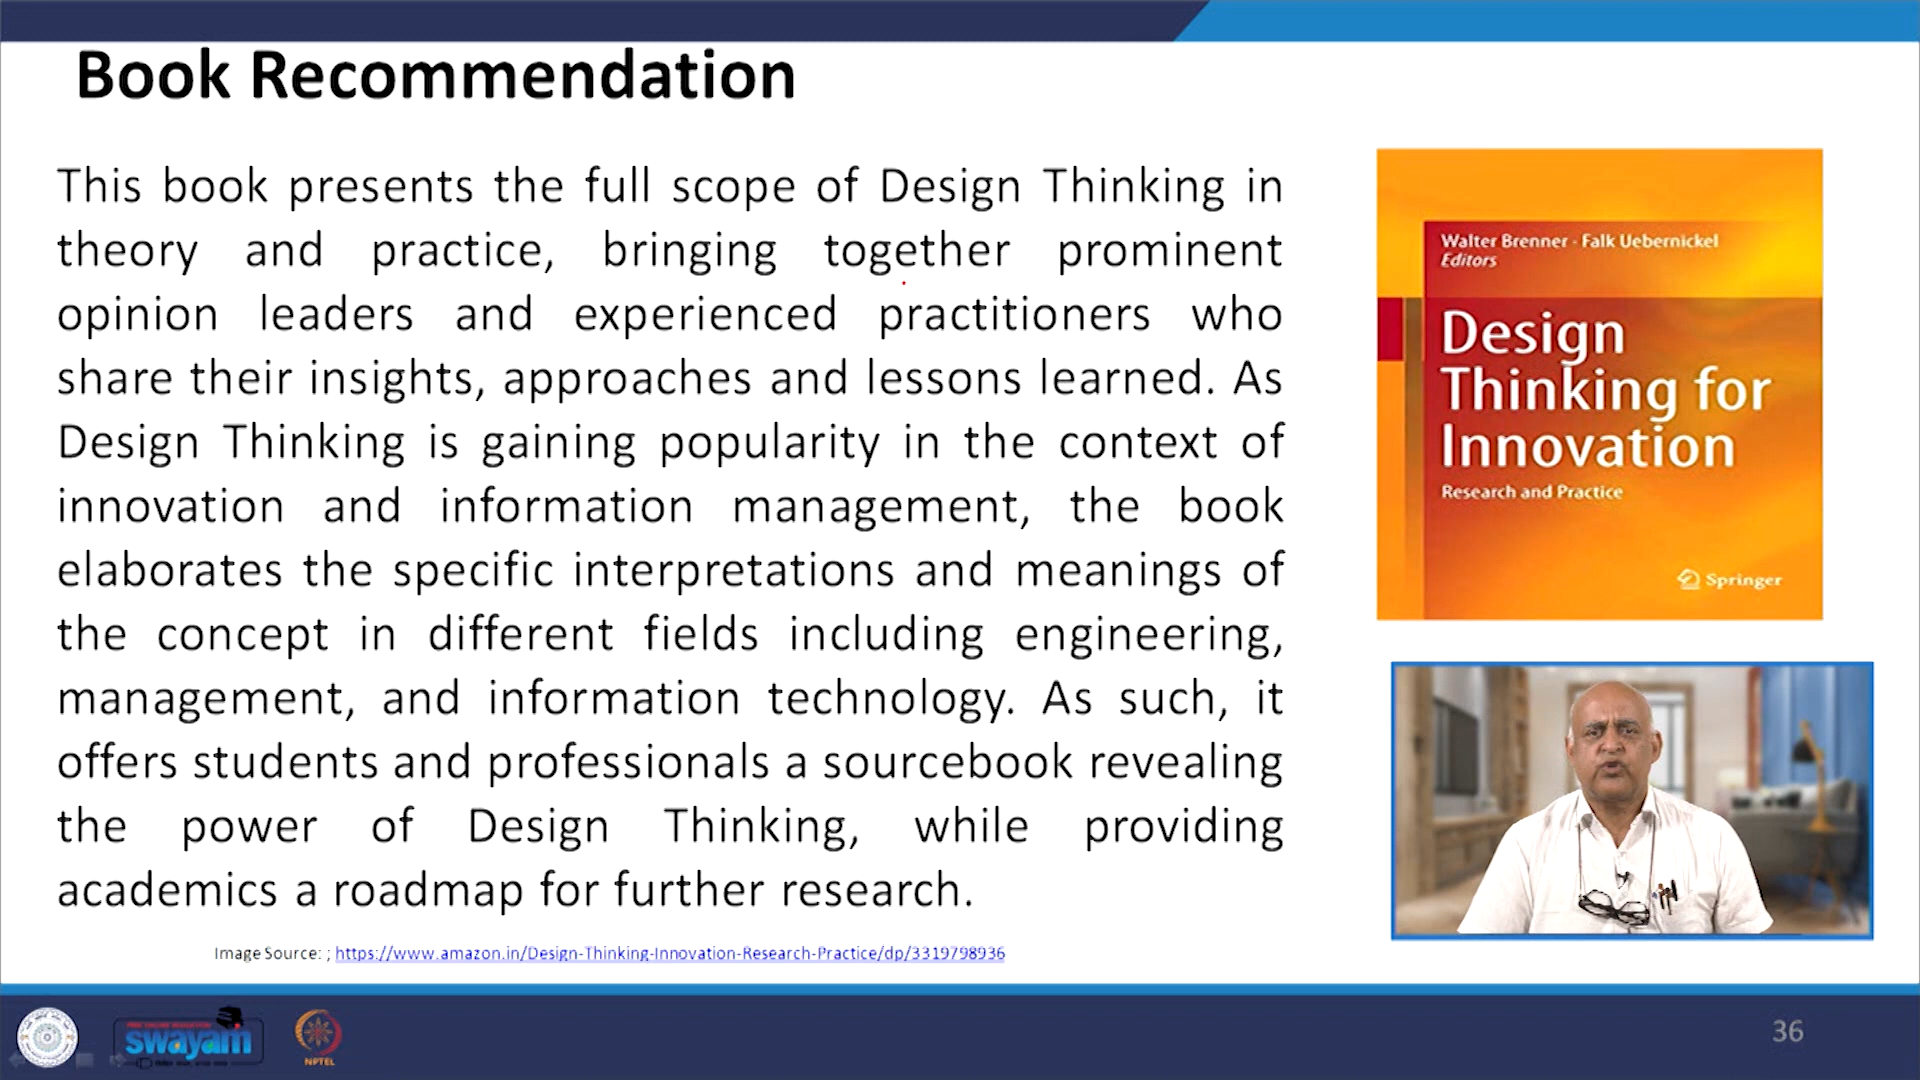 Book Recommendation
This book presents the full scope of Design Thinking in
theory and practice, bringing together prominent
opinion leaders and experienced practitioners who
share their insights, approaches and lessons learned. As
Design Thinking is gaining popularity in the context of
innovation and information management, the book
elaborates the specific interpretations and meanings of
the concept in different fields including engineering,
management, and information technology. As such, it
offers students and professionals a sourcebook revealing
the power of Design Thinking, while providing
academics a roadmap for further research.
Image Source: ; https://www.amazon.in/Design-Thinking-Innovation-Research-Practice/dp/3319798936
Walter Brenner · Falk Uebernickel
Editors
Design
Thinking for
Innovation
Research and Practice
Springer
swayam
NPTEL
36